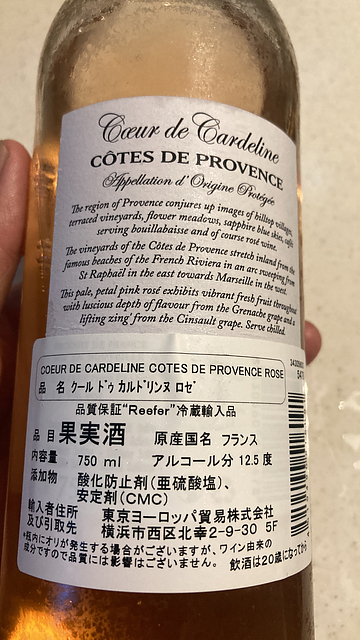 Cœur de Cardeline
CÔTES DE PROVENCE
Appellation d'Origine Protégée
The region of Provence conjures up images of hilltop villages,
terraced vineyards, flower meadows, sapphire blue skies, cafés
serving bouillabaisse and of course rosé wine.
The vineyards of the Côtes de Provence stretch inland from the
famous beaches of the French Riviera in an arc sweeping from
St Raphaël in the east towards Marseille in the west.
This pale, petal pink rosé exhibits vibrant fresh fruit throughout
with luscious depth of flavour from the Grenache grape and a
lifting zing from the Cinsault grape. Serve chilled.
COEUR DE CARDELINE COTES DE PROVENCE ROSE
品 名 クール ドゥ カルドリンヌ ロゼ
品質保証"Reefer"冷蔵輸入品
品目 果実酒 原産国名 フランス
内容量 750 ml アルコール分 12.5 度
添加物 酸化防止剤(亜硫酸塩)、
安定剤(CMC)
輸入者住所 東京ヨーロッパ貿易株式会社
及び引取先 横浜市西区北幸2-9-30 5F
*瓶内にオリが発生する場合がございますが、ワイン由来の
成分ですので品質には影響はございません。 飲酒は20歳になってから